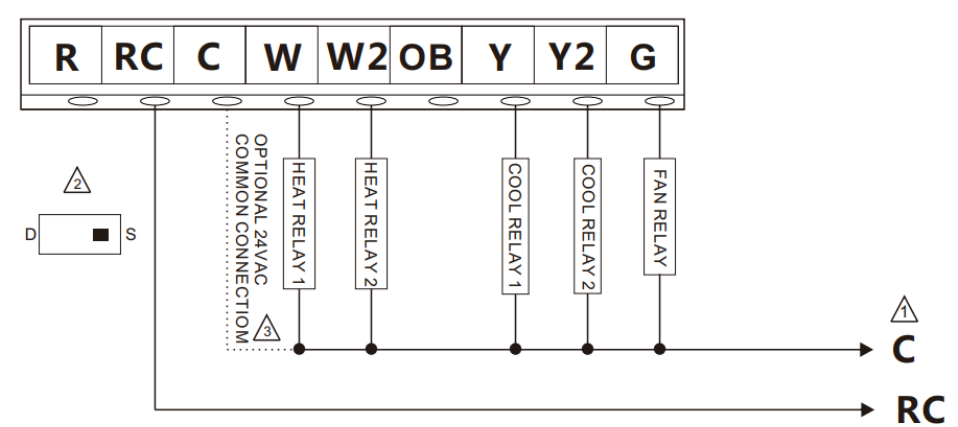 R RC C W W2 OB Y Y2 G
OPTIONAL 24VAC
COMMON CONNECTIOM
HEAT RELAY 1
HEAT RELAY 2
COOL RELAY 1
COOL RELAY 2
FAN RELAY
2
D S
3
1
C
RC